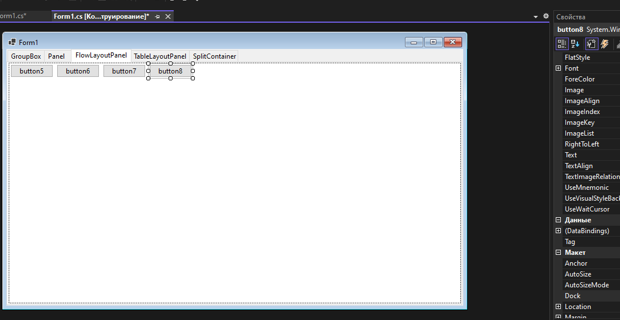 orm1.cs*
Form1.cs [Ко...труирование]*
Свойства
button8 System.Win
Form1
GroupBox Panel FlowLayoutPanel TableLayoutPanel SplitContainer
button5 button6 button7 button8
FlatStyle
Font
ForeColor
Image
ImageAlign
ImageIndex
ImageKey
ImageList
RightToLeft
Text
TextAlign
TextImageRelation
UseMnemonic
UseVisualStyleBac
UseWaitCursor
Данные
(DataBindings)
Tag
Макет
Anchor
AutoSize
AutoSizeMode
Dock
Location
Margin